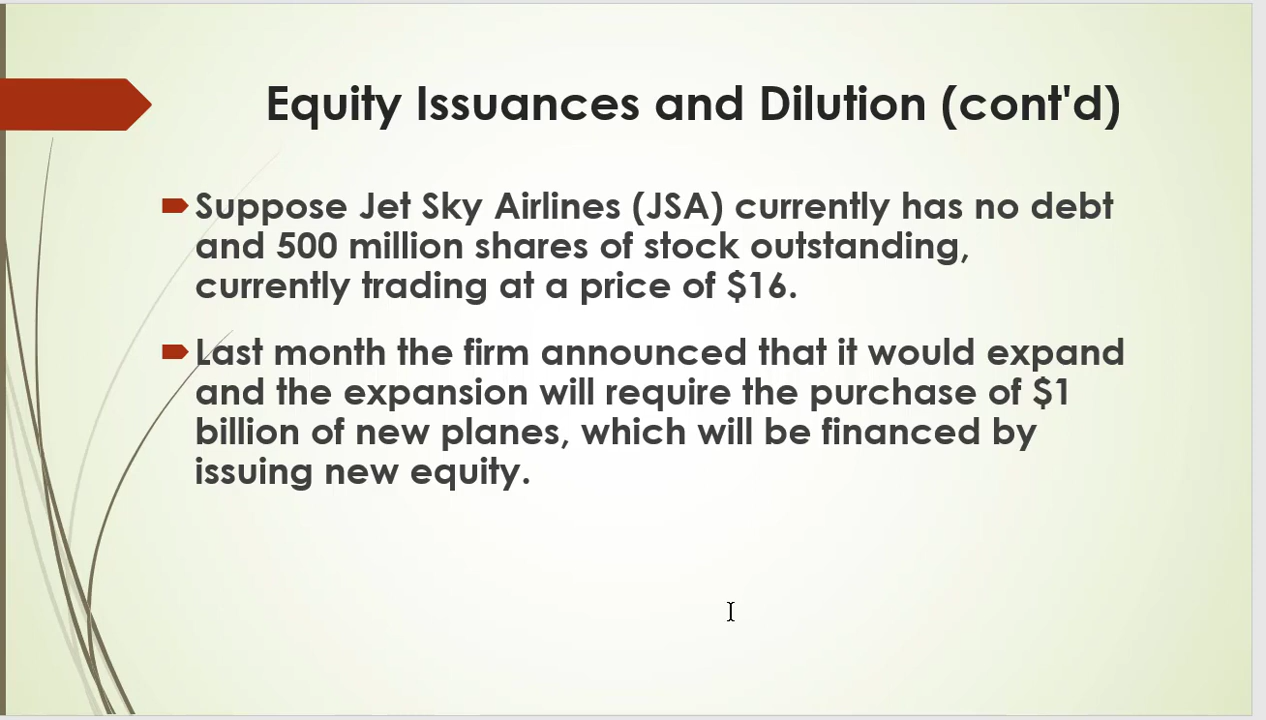 Equity Issuances and Dilution (cont'd)
Suppose Jet Sky Airlines (JSA) currently has no debt
and 500 million shares of stock outstanding,
currently trading at a price of $16.
Last month the firm announced that it would expand
and the expansion will require the purchase of $1
billion of new planes, which will be financed by
issuing new equity.